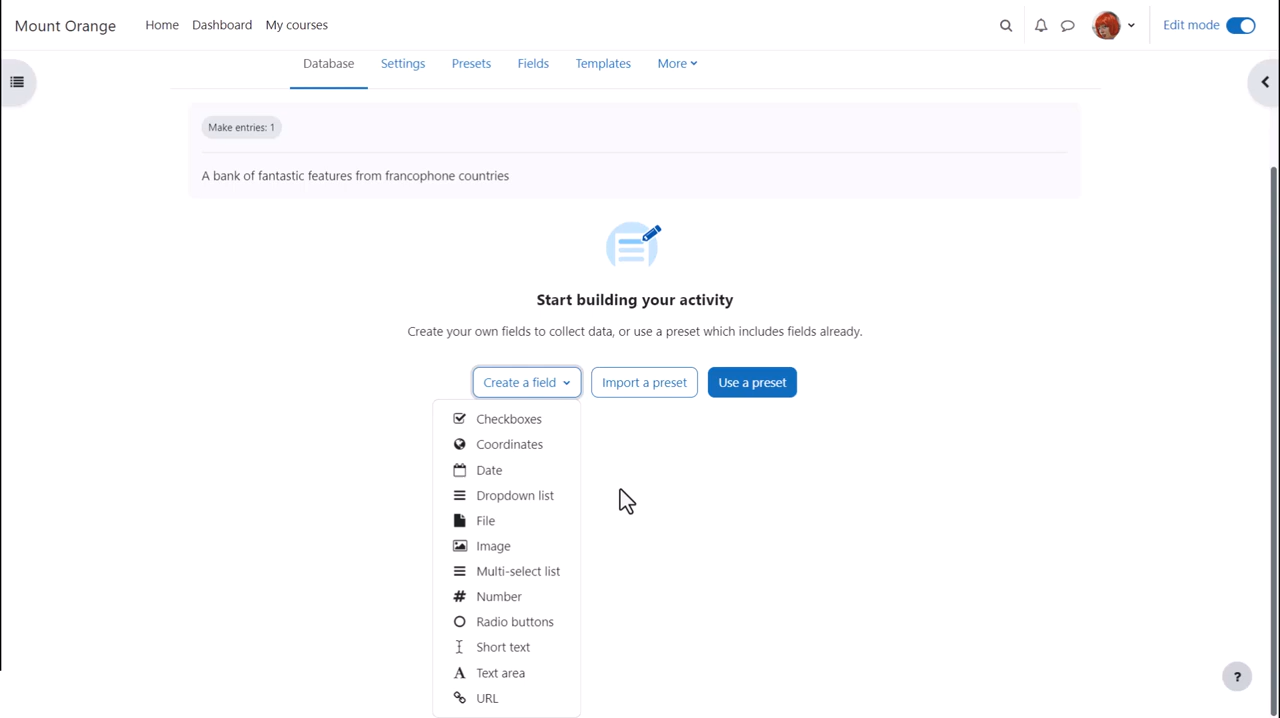 Mount Orange Home Dashboard My courses Edit mode
Database Settings Presets Fields Templates More
Make entries: 1
A bank of fantastic features from francophone countries
Start building your activity
Create your own fields to collect data, or use a preset which includes fields already.
Create a field Import a preset Use a preset
Checkboxes
Coordinates
Date
Dropdown list
File
Image
Multi-select list
Number
Radio buttons
Short text
Text area
URL
?